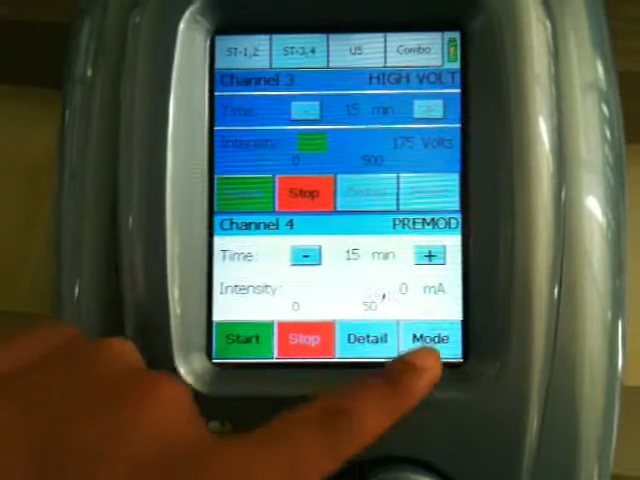 ST-1,2 ST-3,4 US Combo
Channel 3 HIGH VOLT
Time: - 15 min +
Intensity: 175 Volts
0 500
Stop Detail
Channel 4 PREMOD
Time: - 15 min +
Intensity: 0 mA
0 50
Start Stop Detail Mode